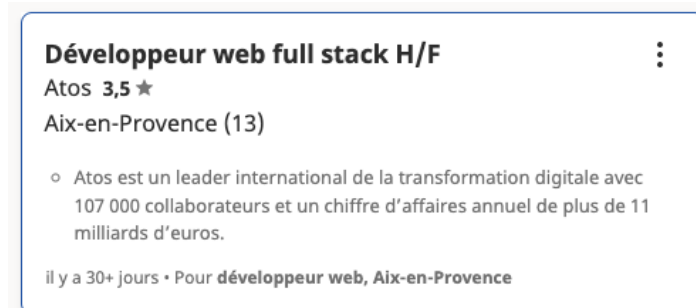 Développeur web full stack H/F
Atos 3,5 ★
Aix-en-Provence (13)
Atos est un leader international de la transformation digitale avec
107 000 collaborateurs et un chiffre d’affaires annuel de plus de 11
milliards d’euros.
il y a 30+ jours • Pour développeur web, Aix-en-Provence